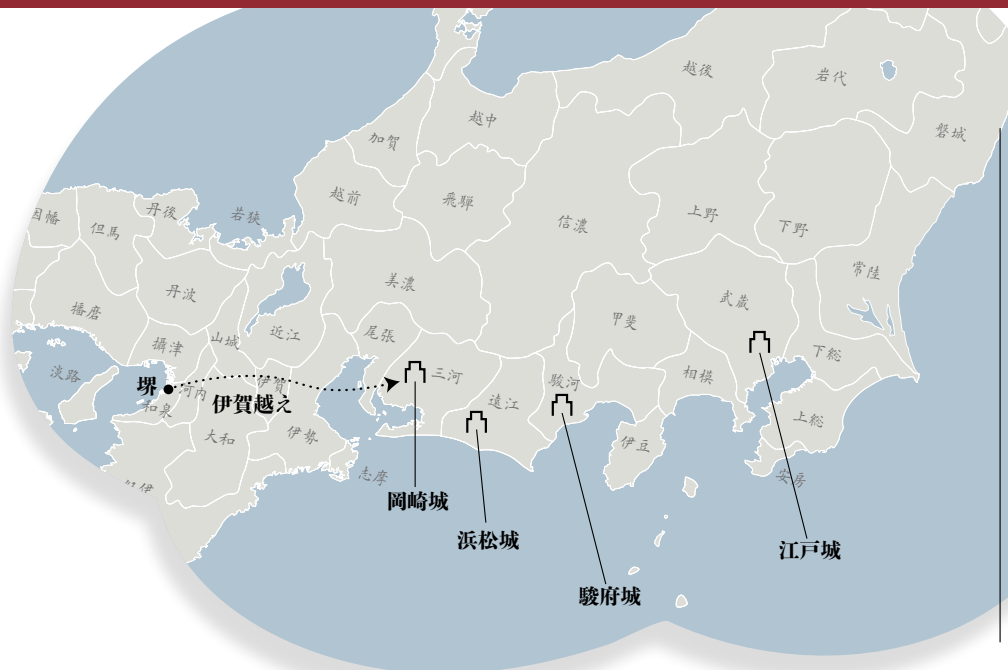 越後
岩代
越中
加賀
磐城
越前
飛騨
丹後
若狭
因幡
但馬
信濃
上野
下野
常陸
美濃
丹波
武蔵
播磨
甲斐
近江
尾張
山城
摂津
下総
淡路
堺
河内
伊賀
三河
駿河
相模
和泉
伊賀越え
遠江
上総
大和
伊勢
伊豆
志摩
安房
岡崎城
浜松城
江戸城
駿府城